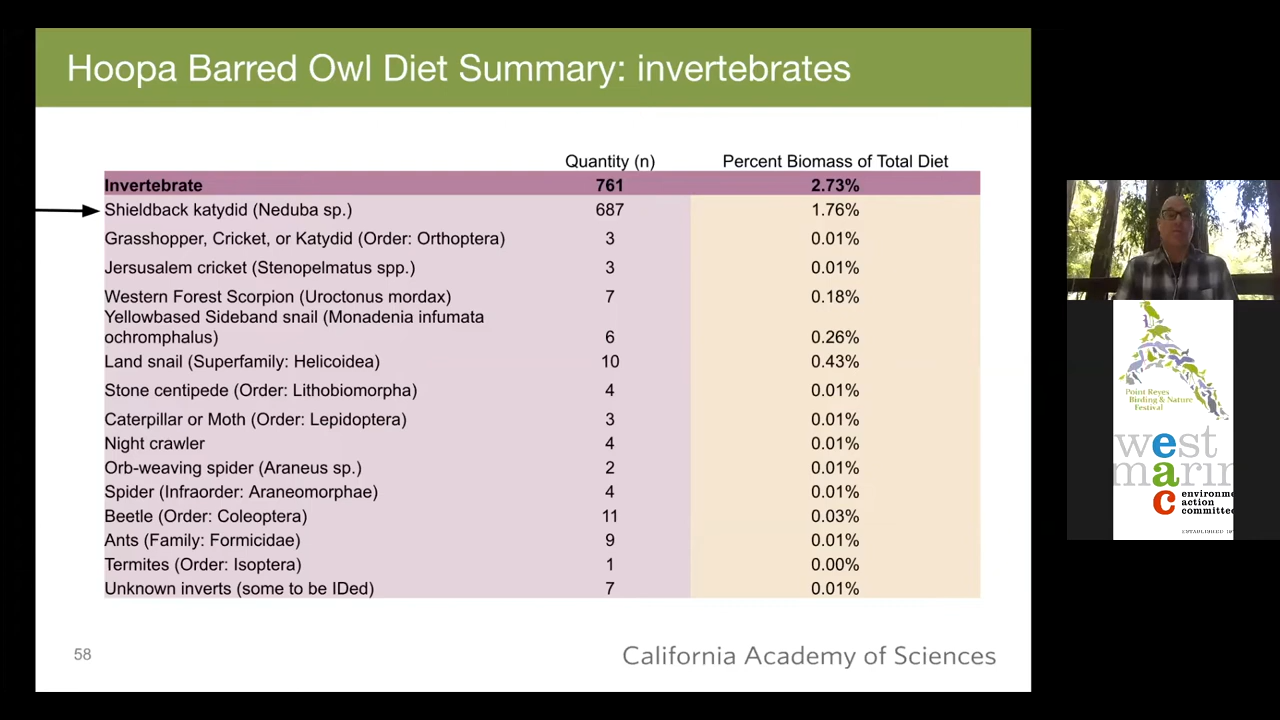 Hoopa Barred Owl Diet Summary: invertebrates
Quantity (n) Percent Biomass of Total Diet
Invertebrate 761 2.73%
Shieldback katydid (Neduba sp.) 687 1.76%
Grasshopper, Cricket, or Katydid (Order: Orthoptera) 3 0.01%
Jersusalem cricket (Stenopelmatus spp.) 3 0.01%
Western Forest Scorpion (Uroctonus mordax) 7 0.18%
Yellowbased Sideband snail (Monadenia infumata
ochromphalus) 6 0.26%
Land snail (Superfamily: Helicoidea) 10 0.43%
Stone centipede (Order: Lithobiomorpha) 4 0.01%
Caterpillar or Moth (Order: Lepidoptera) 3 0.01%
Night crawler 4 0.01%
Orb-weaving spider (Araneus sp.) 2 0.01%
Spider (Infraorder: Araneomorphae) 4 0.01%
Beetle (Order: Coleoptera) 11 0.03%
Ants (Family: Formicidae) 9 0.01%
Termites (Order: Isoptera) 1 0.00%
Unknown inverts (some to be IDed) 7 0.01%
58
California Academy of Sciences
Point Reyes
Birding & Nature
Festival
west
marin
eac
environme
action
committee
ESTABLISHED